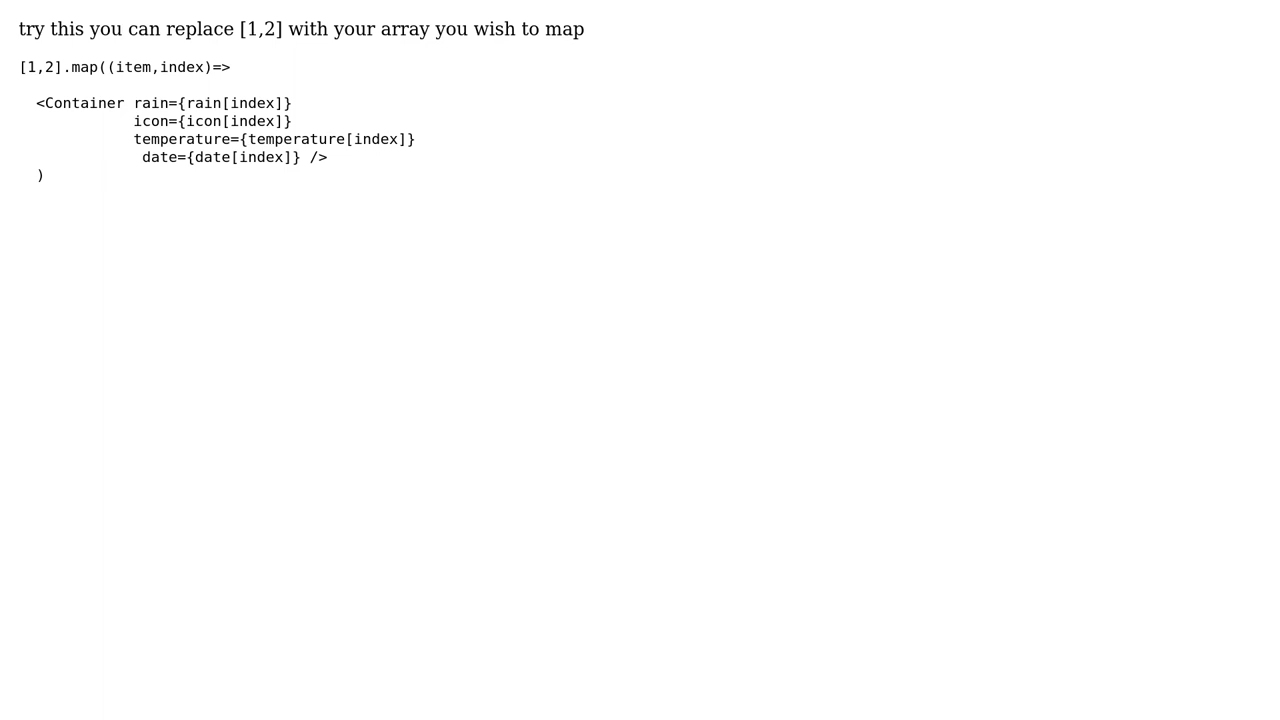 try this you can replace [1,2] with your array you wish to map
[1,2].map((item,index)=>
<Container rain={rain[index]}
icon={icon[index]}
temperature={temperature[index]}
date={date[index]} />
)